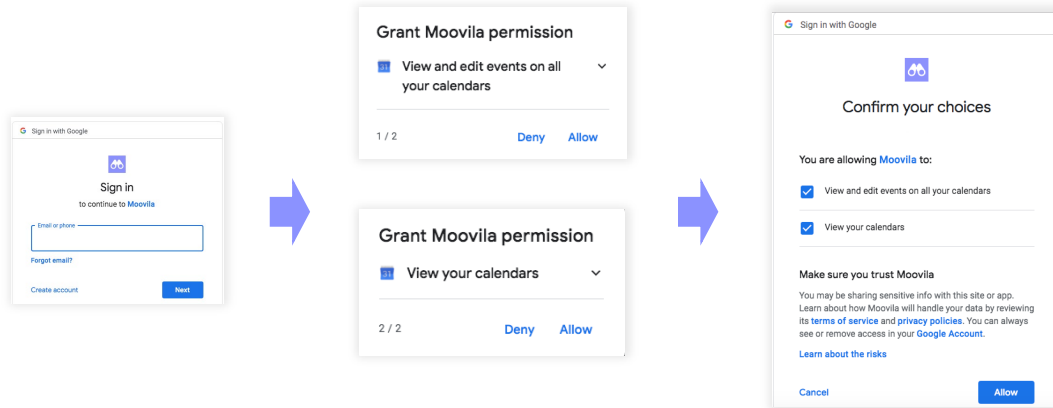 Sign in with Google
Sign in
to continue to Moovila
Email or phone
Forgot email?
Create account
Next
Grant Moovila permission
View and edit events on all
your calendars
1 / 2
Deny
Allow
Grant Moovila permission
View your calendars
2 / 2
Deny
Allow
Sign in with Google
Confirm your choices
You are allowing Moovila to:
View and edit events on all your calendars
View your calendars
Make sure you trust Moovila
You may be sharing sensitive info with this site or app.
Learn about how Moovila will handle your data by reviewing
its terms of service and privacy policies. You can always
see or remove access in your Google Account.
Learn about the risks
Cancel
Allow